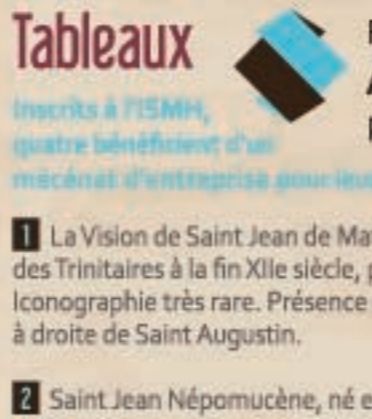 Tableaux
Inscrits à l'ISMH,
quatre bénéficient d'un
mécénat d'entreprise pour leur
1 La Vision de Saint Jean de Ma
des Trinitaires à la fin XIIe siècle, p
Iconographie très rare. Présence
à droite de Saint Augustin.
2 Saint Jean Népomucène, né e